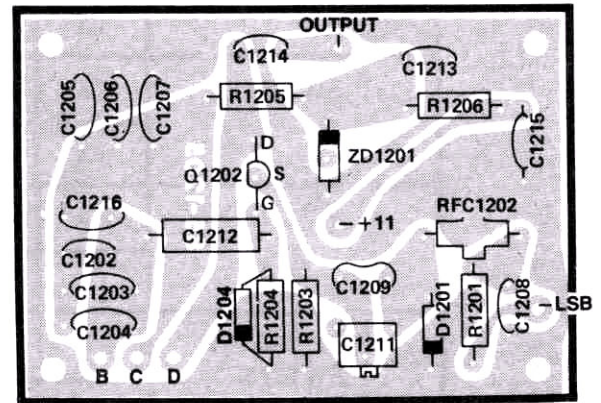 OUTPUT
C1214
C1213
C1205
C1206
C1207
R1205
R1206
C1215
D
Q1202
S
G
ZD1201
C1216
C1212
-+11
RFC1202
C1202
C1203
C1204
D1204
R1204
R1203
C1209
C1211
D1201
R1201
C1208
LSB
B C D